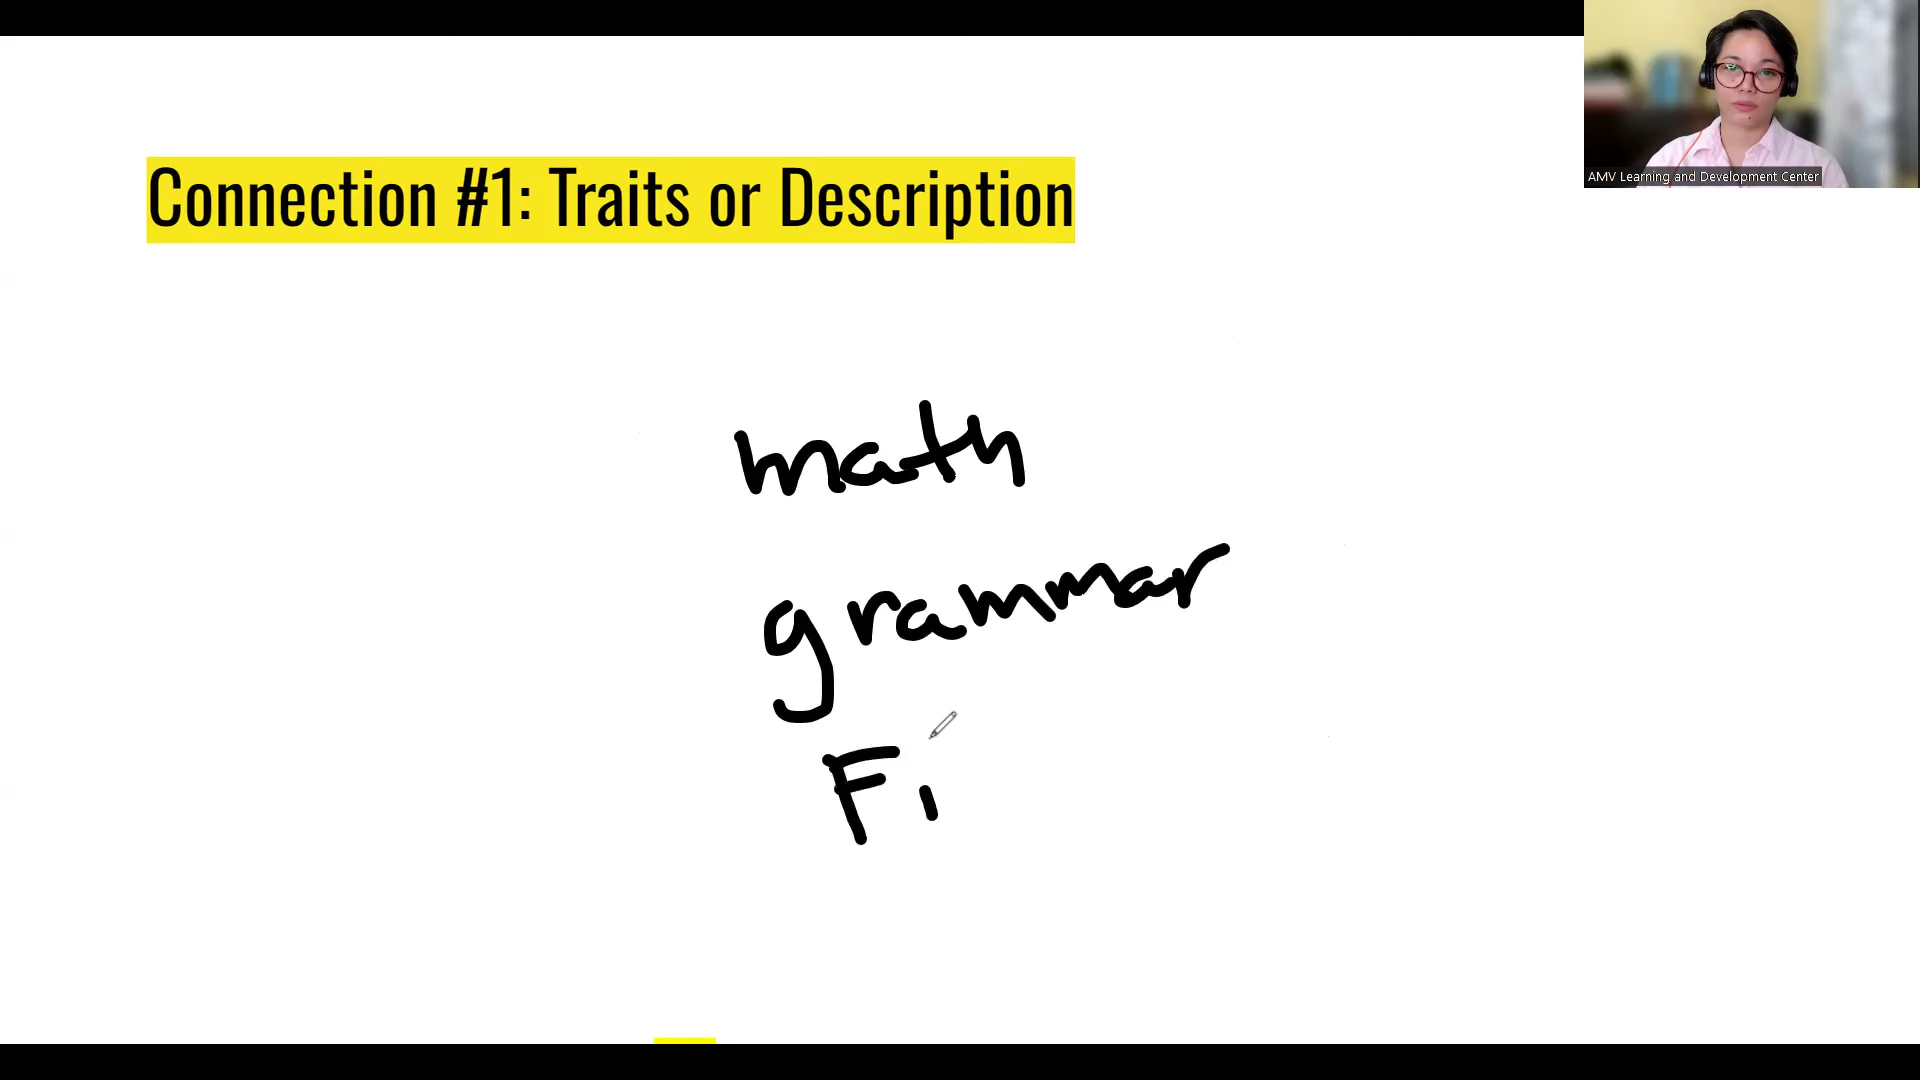 AMV Learning and Development Center
Connection #1: Traits or Description
math
grammar
Fi